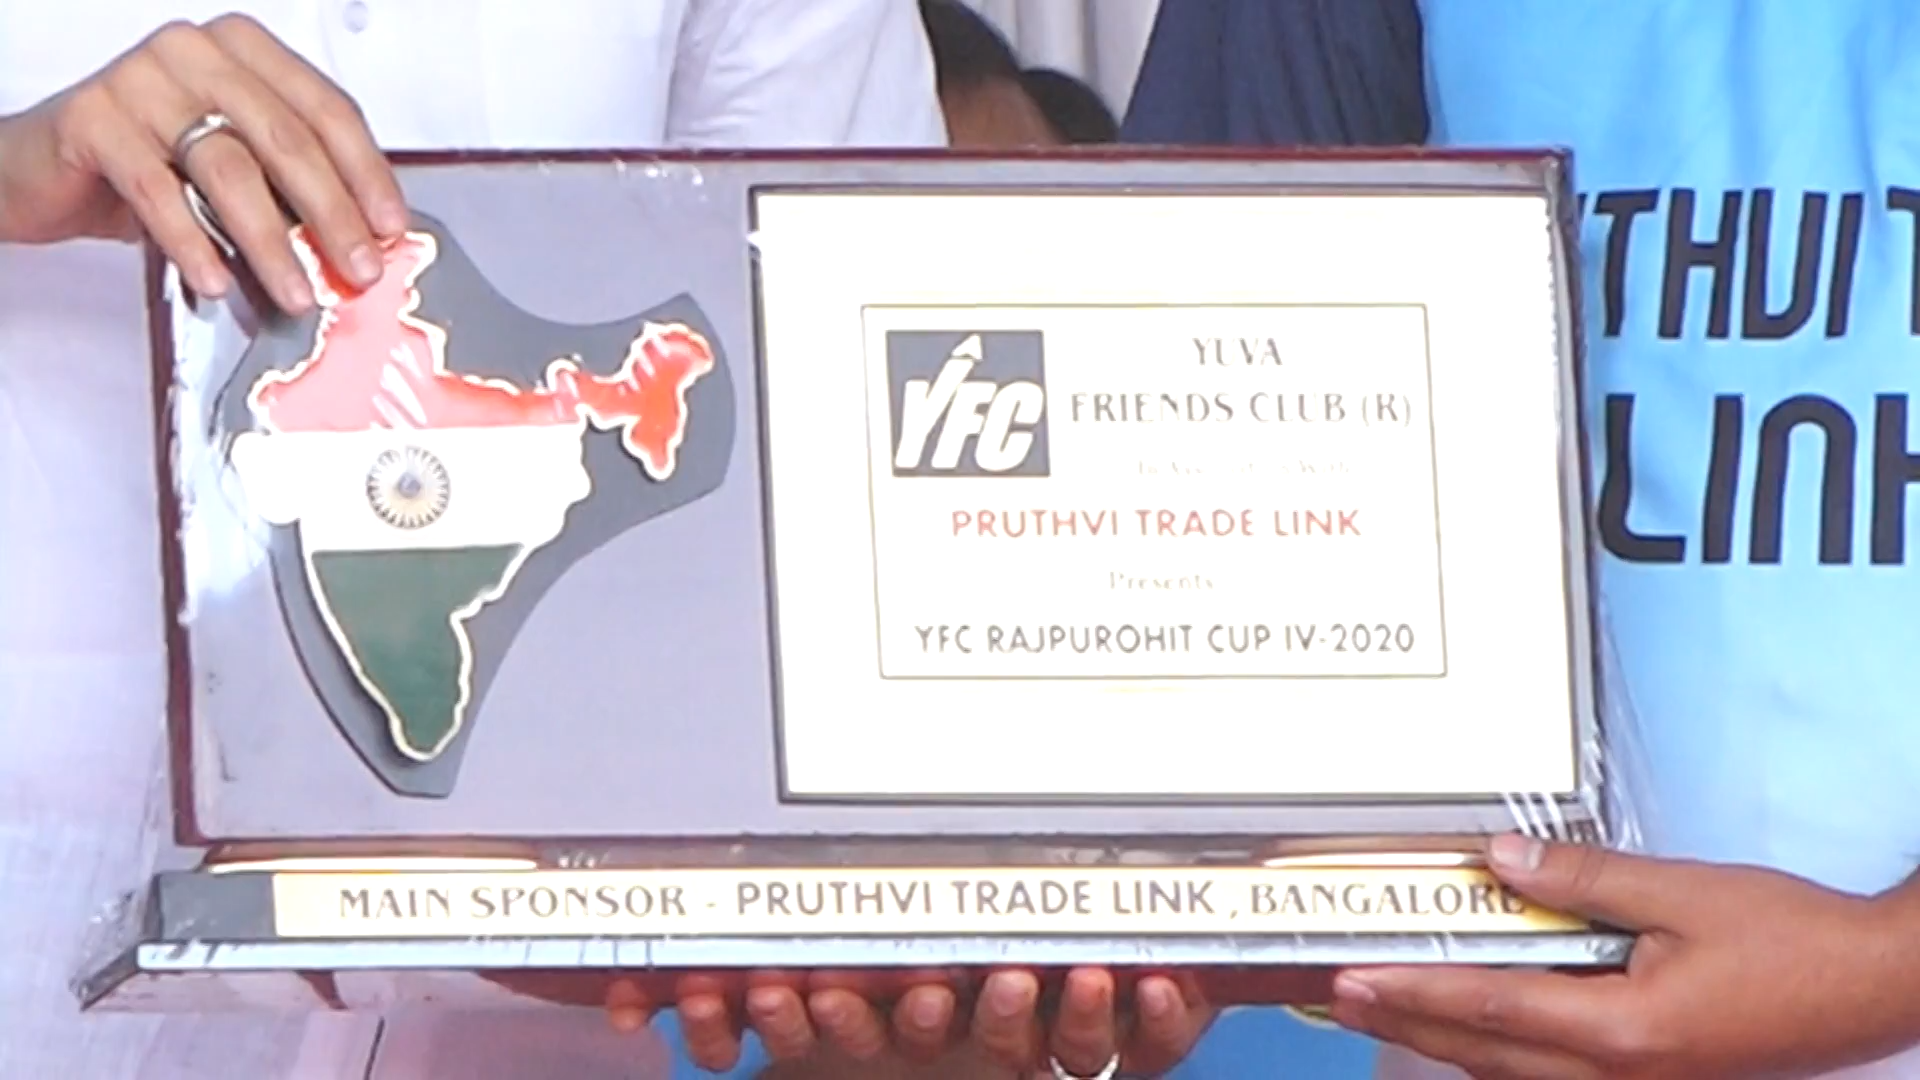 YFC
YUVA
FRIENDS CLUB (R)
PRUTHVI TRADE LINK
Presents
YFC RAJPUROHIT CUP IV-2020
MAIN SPONSOR - PRUTHVI TRADE LINK, BANGALORE
THVI T
LINK